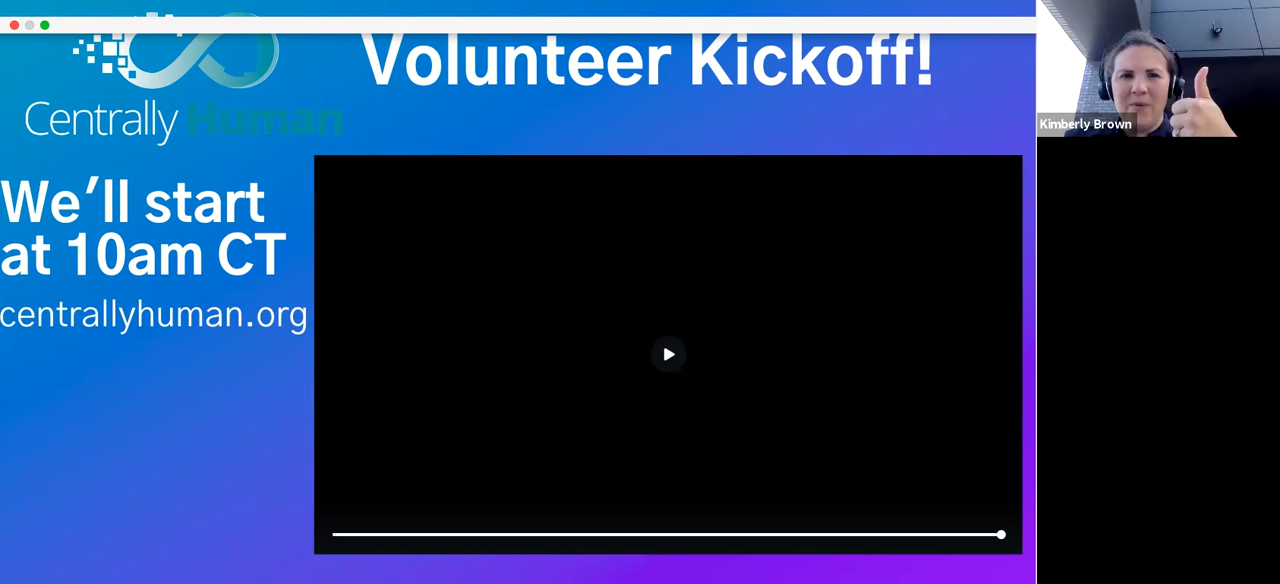 Volunteer Kickoff!
Centrally Human
We'll start
at 10am CT
centrallyhuman.org
Kimberly Brown